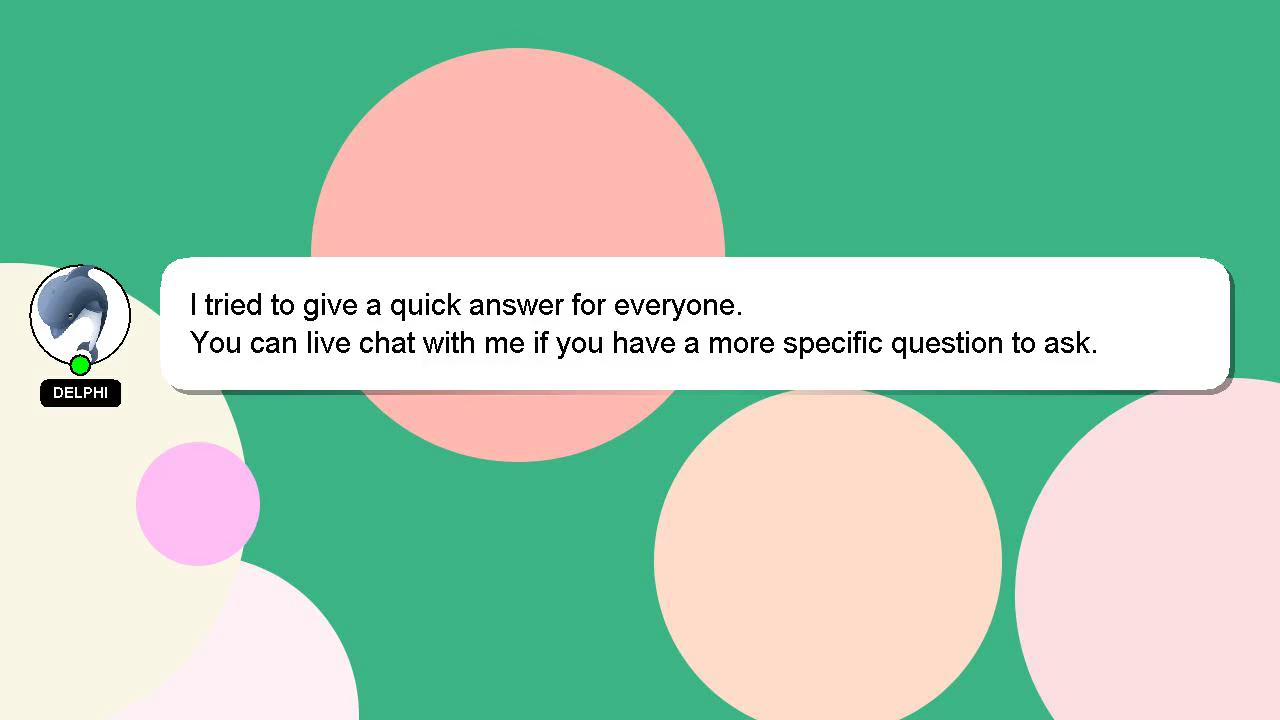 I tried to give a quick answer for everyone.
You can live chat with me if you have a more specific question to ask.
DELPHI